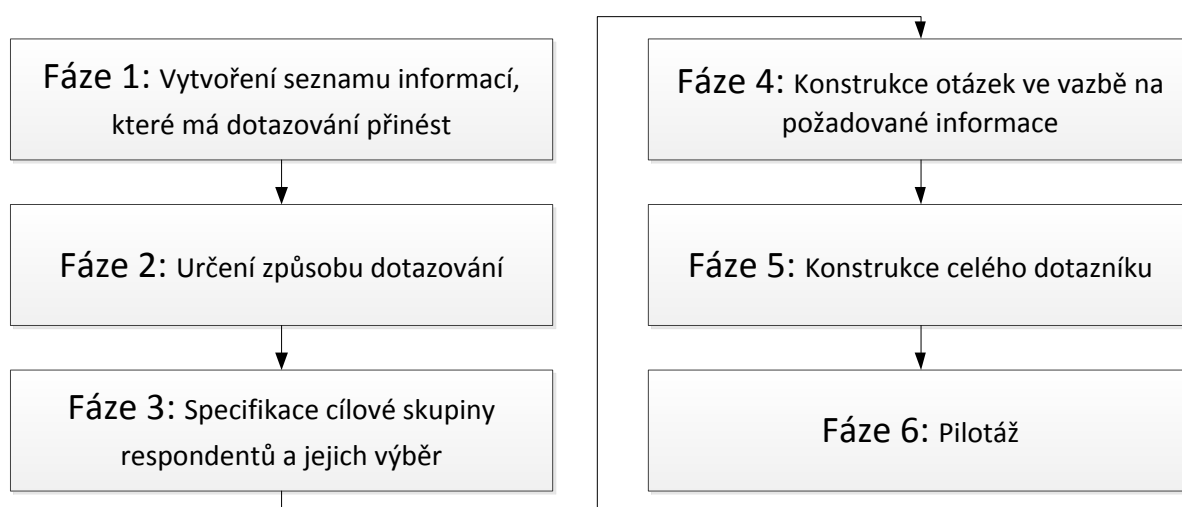 Fáze 1: Vytvoření seznamu informací,
které má dotazování přinést
Fáze 2: Určení způsobu dotazování
Fáze 3: Specifikace cílové skupiny
respondentů a jejich výběr
Fáze 4: Konstrukce otázek ve vazbě na
požadované informace
Fáze 5: Konstrukce celého dotazníku
Fáze 6: Pilotáž